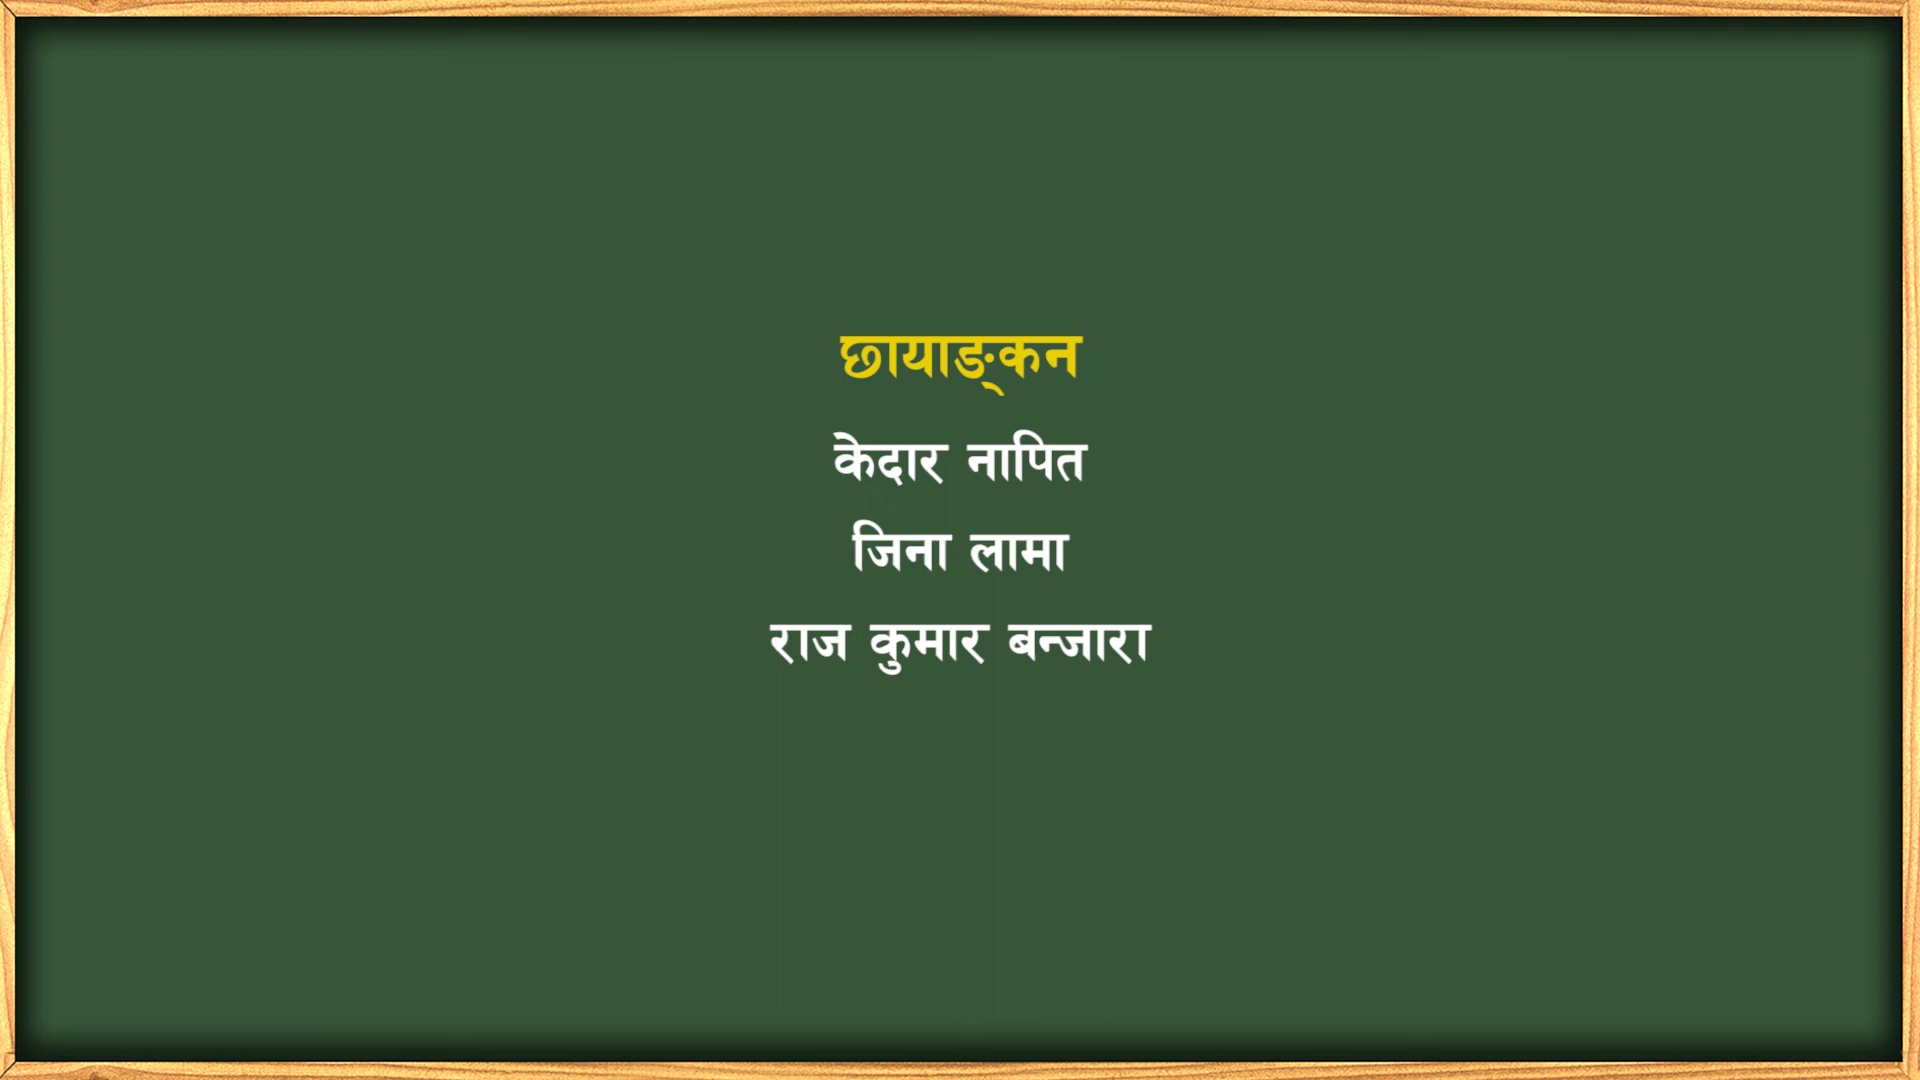 छायाङ्कन
केदार नापित
जिना लामा
राज कुमार बन्जारा